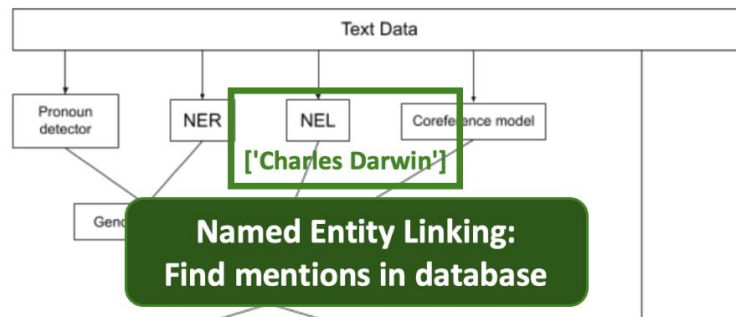 Text Data
Pronoun
detector
NER
NEL
Coreference model
['Charles Darwin']
Named Entity Linking:
Find mentions in database